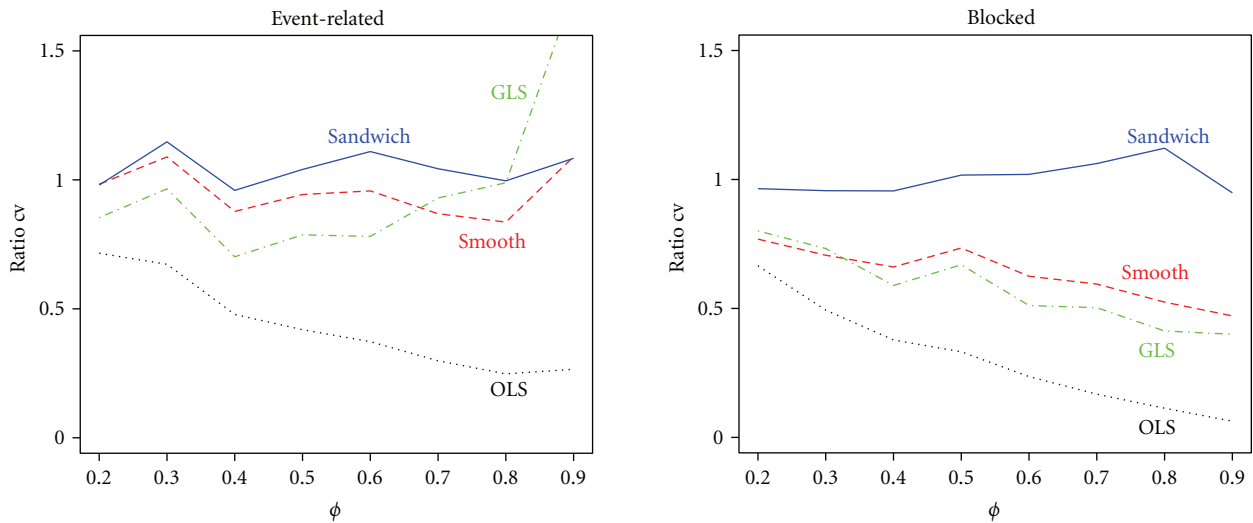 Event-related
Ratio cv
1.5
1
0.5
0
GLS
Sandwich
Smooth
OLS
0.2 0.3 0.4 0.5 0.6 0.7 0.8 0.9
ϕ
Blocked
Ratio cv
1.5
1
0.5
0
Sandwich
Smooth
GLS
OLS
0.2 0.3 0.4 0.5 0.6 0.7 0.8 0.9
ϕ